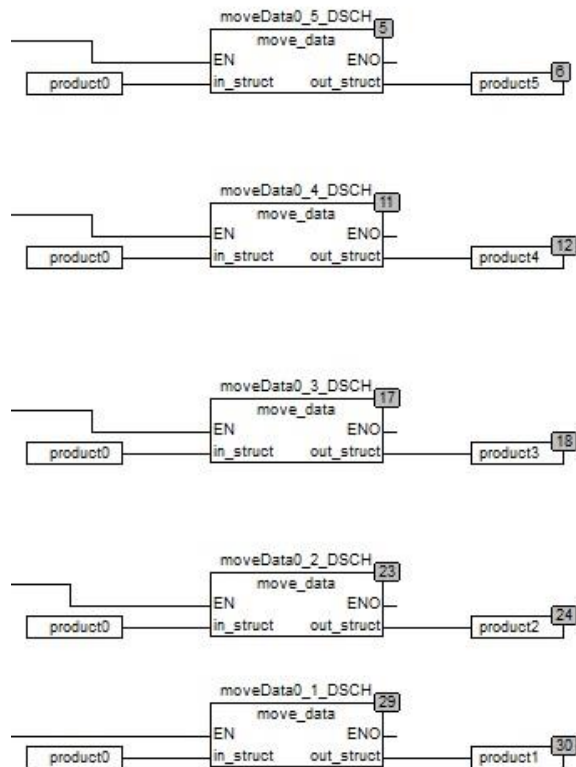 moveData0_5_DSCH
5
move_data
EN ENO
product0 in_struct out_struct product5
6
moveData0_4_DSCH
11
move_data
EN ENO
product0 in_struct out_struct product4
12
moveData0_3_DSCH
17
move_data
EN ENO
product0 in_struct out_struct product3
18
moveData0_2_DSCH
23
move_data
EN ENO
product0 in_struct out_struct product2
24
moveData0_1_DSCH
29
move_data
EN ENO
product0 in_struct out_struct product1
30